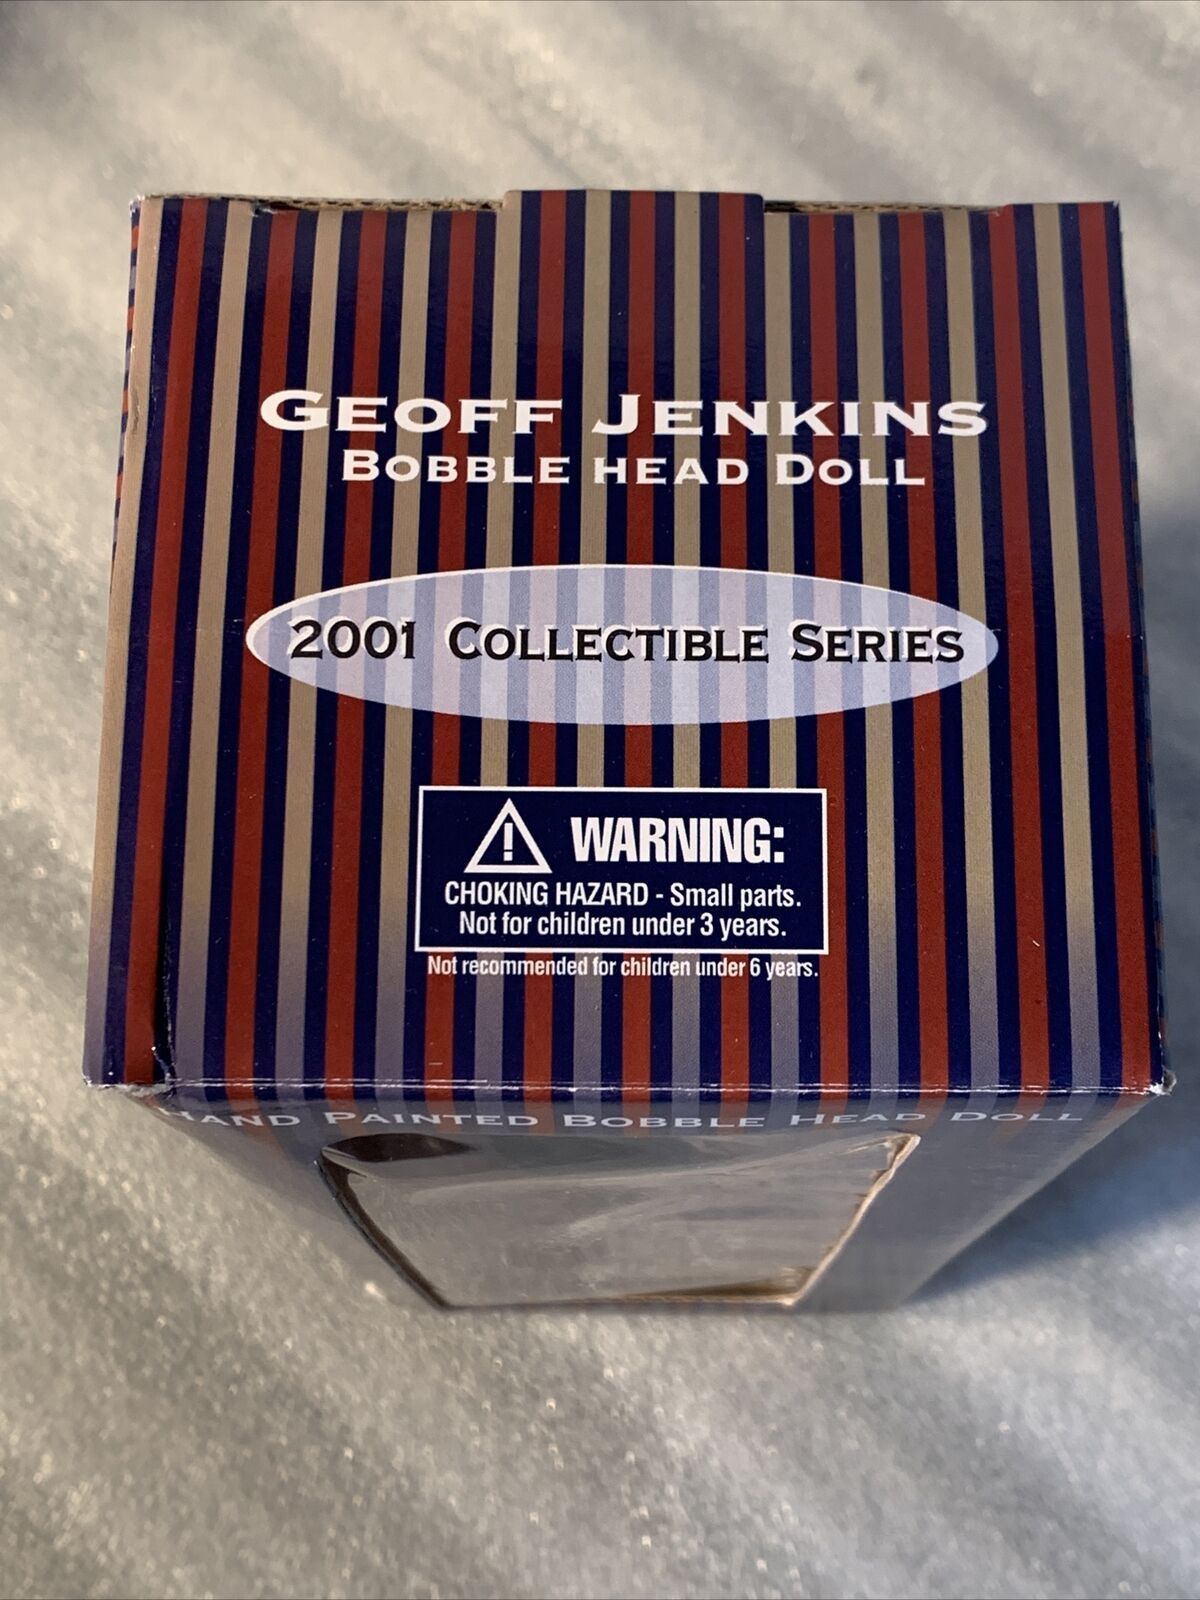 GEOFF JENKINS
BOBBLE HEAD DOLL
2001 COLLECTIBLE SERIES
! WARNING:
CHOKING HAZARD - Small parts.
Not for children under 3 years.
Not recommended for children under 6 years.
HAND PAINTED BOBBLE HEAD DOLL